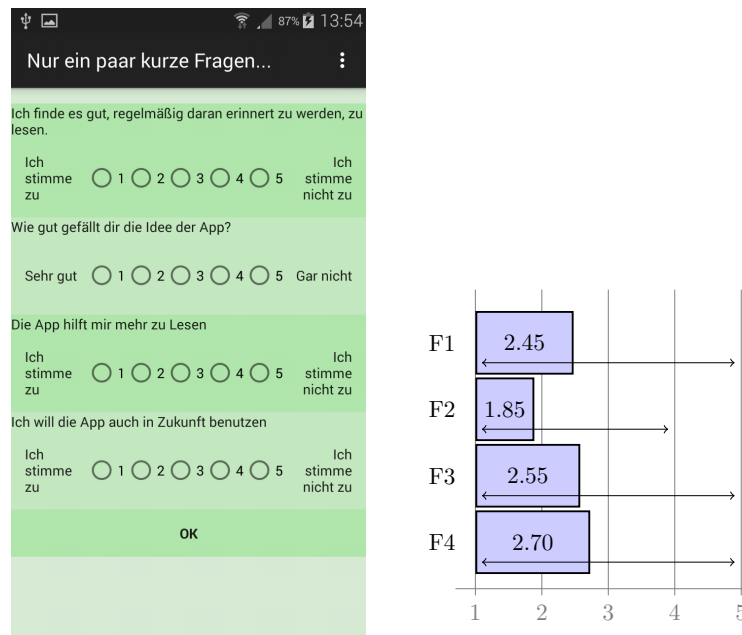 87% 13:54
Nur ein paar kurze Fragen...
Ich finde es gut, regelmäßig daran erinnert zu werden, zu
lesen.
Ich
stimme
zu
1 2 3 4 5
Ich
stimme
nicht zu
Wie gut gefällt dir die Idee der App?
Sehr gut 1 2 3 4 5 Gar nicht
Die App hilft mir mehr zu Lesen
Ich
stimme
zu
1 2 3 4 5
Ich
stimme
nicht zu
Ich will die App auch in Zukunft benutzen
Ich
stimme
zu
1 2 3 4 5
Ich
stimme
nicht zu
OK
F1 2.45
F2 1.85
F3 2.55
F4 2.70
1 2 3 4 5